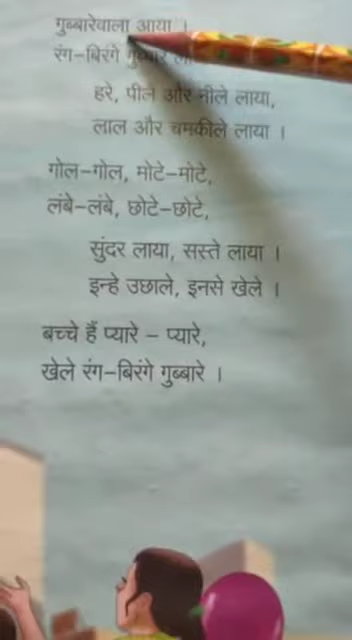 गुब्बारेवाला आया ।
रंग-बिरंगे गुब्बारे
हरे, पीले और नीले लाया,
लाल और चमकीले लाया ।
गोल-गोल, मोटे-मोटे,
लंबे-लंबे, छोटे-छोटे,
सुंदर लाया, सस्ते लाया ।
इन्हे उछाले, इनसे खेले ।
बच्चे हैं प्यारे - प्यारे,
खेले रंग-बिरंगे गुब्बारे ।